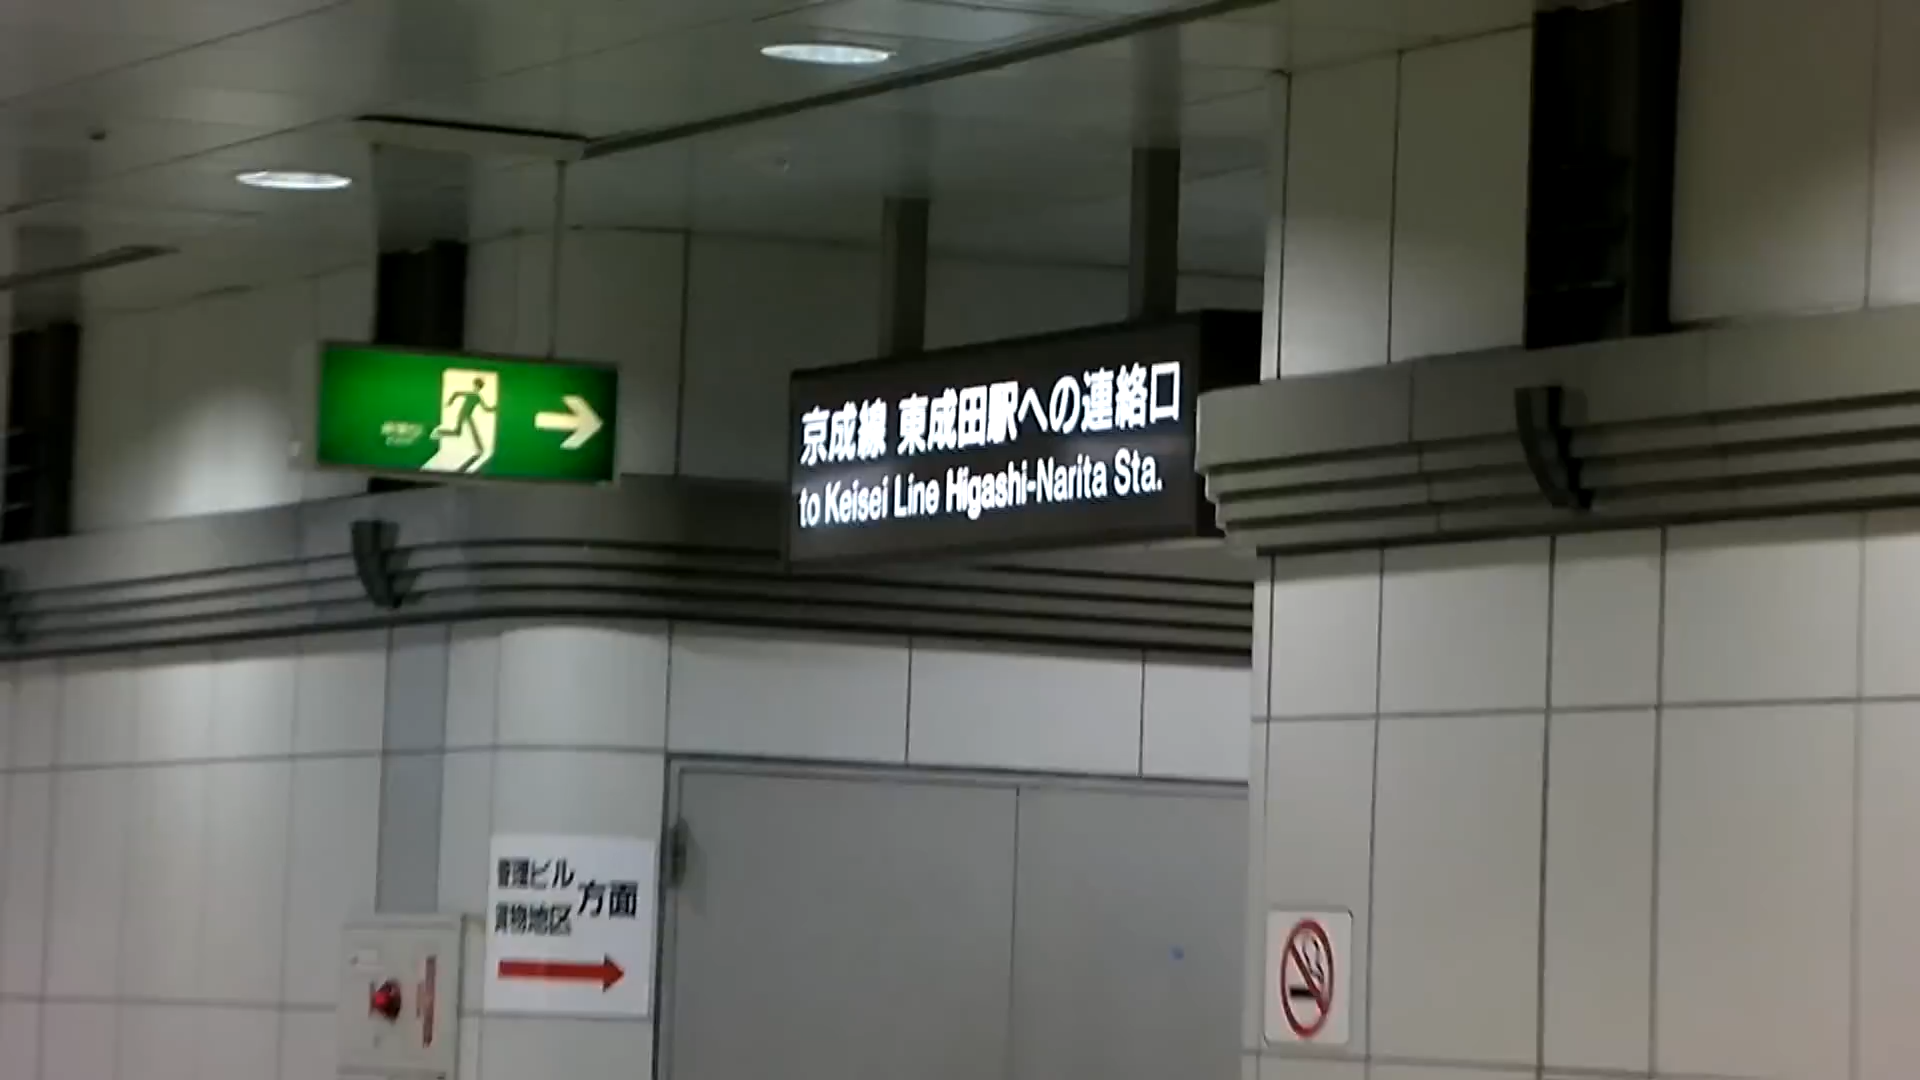 京成線 東成田駅への連絡口
to Keisei Line Higashi-Narita Sta.
管理ビル
貨物地区
方面